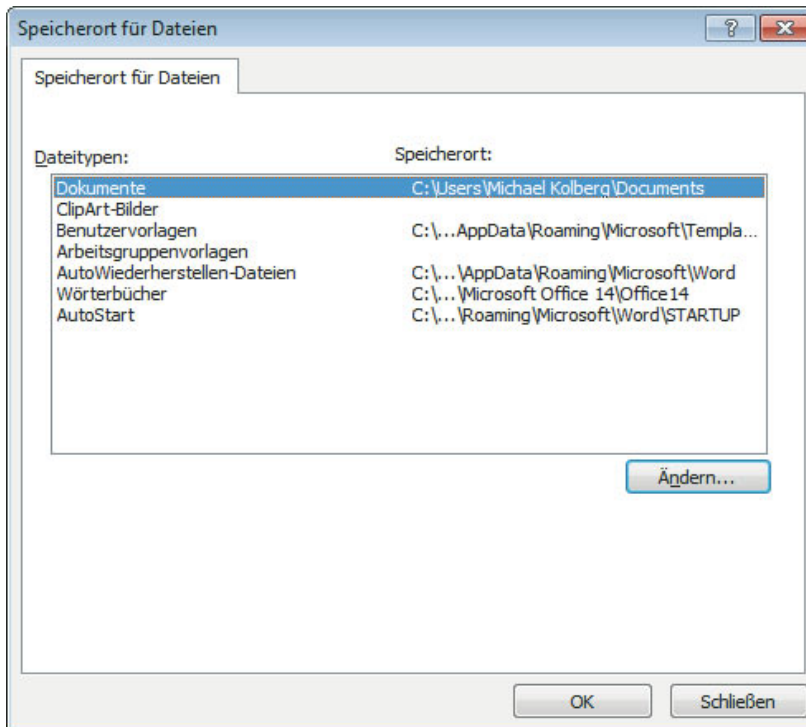 Speicherort für Dateien
Speicherort für Dateien
Dateitypen: Speicherort:
Dokumente C:\Users\Michael Kolberg\Documents
ClipArt-Bilder
Benutzervorlagen C:\...AppData\Roaming\Microsoft\Templa...
Arbeitsgruppenvorlagen
AutoWiederherstellen-Dateien C:\...\AppData\Roaming\Microsoft\Word
Wörterbücher C:\...\Microsoft Office 14\Office14
AutoStart C:\...\Roaming\Microsoft\Word\STARTUP
Ändern...
OK Schließen